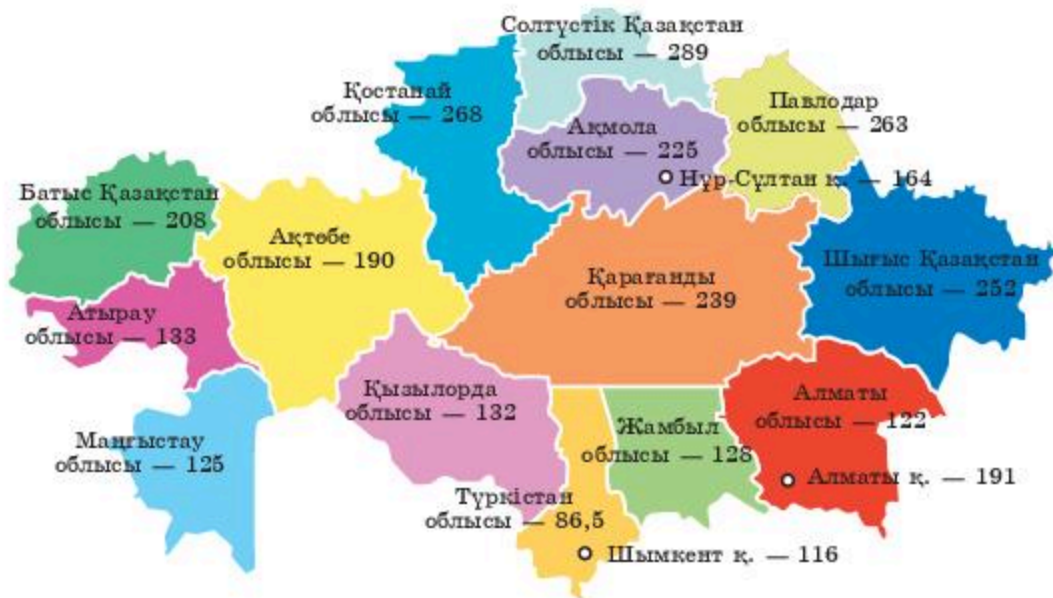 Солтүстік Қазақстан
облысы — 289
Қостанай
облысы — 268
Павлодар
облысы — 263
Ақмола
облысы — 225
Нұр-Сұлтан қ. — 164
Батыс Қазақстан
облысы — 208
Ақтөбе
облысы — 190
Қарағанды
облысы — 239
Шығыс Қазақстан
облысы — 252
Атырау
облысы — 133
Қызылорда
облысы — 132
Алматы
облысы — 122
Маңғыстау
облысы — 125
Жамбыл
облысы — 128
Алматы қ. — 191
Түркістан
облысы — 86,5
Шымкент қ. — 116